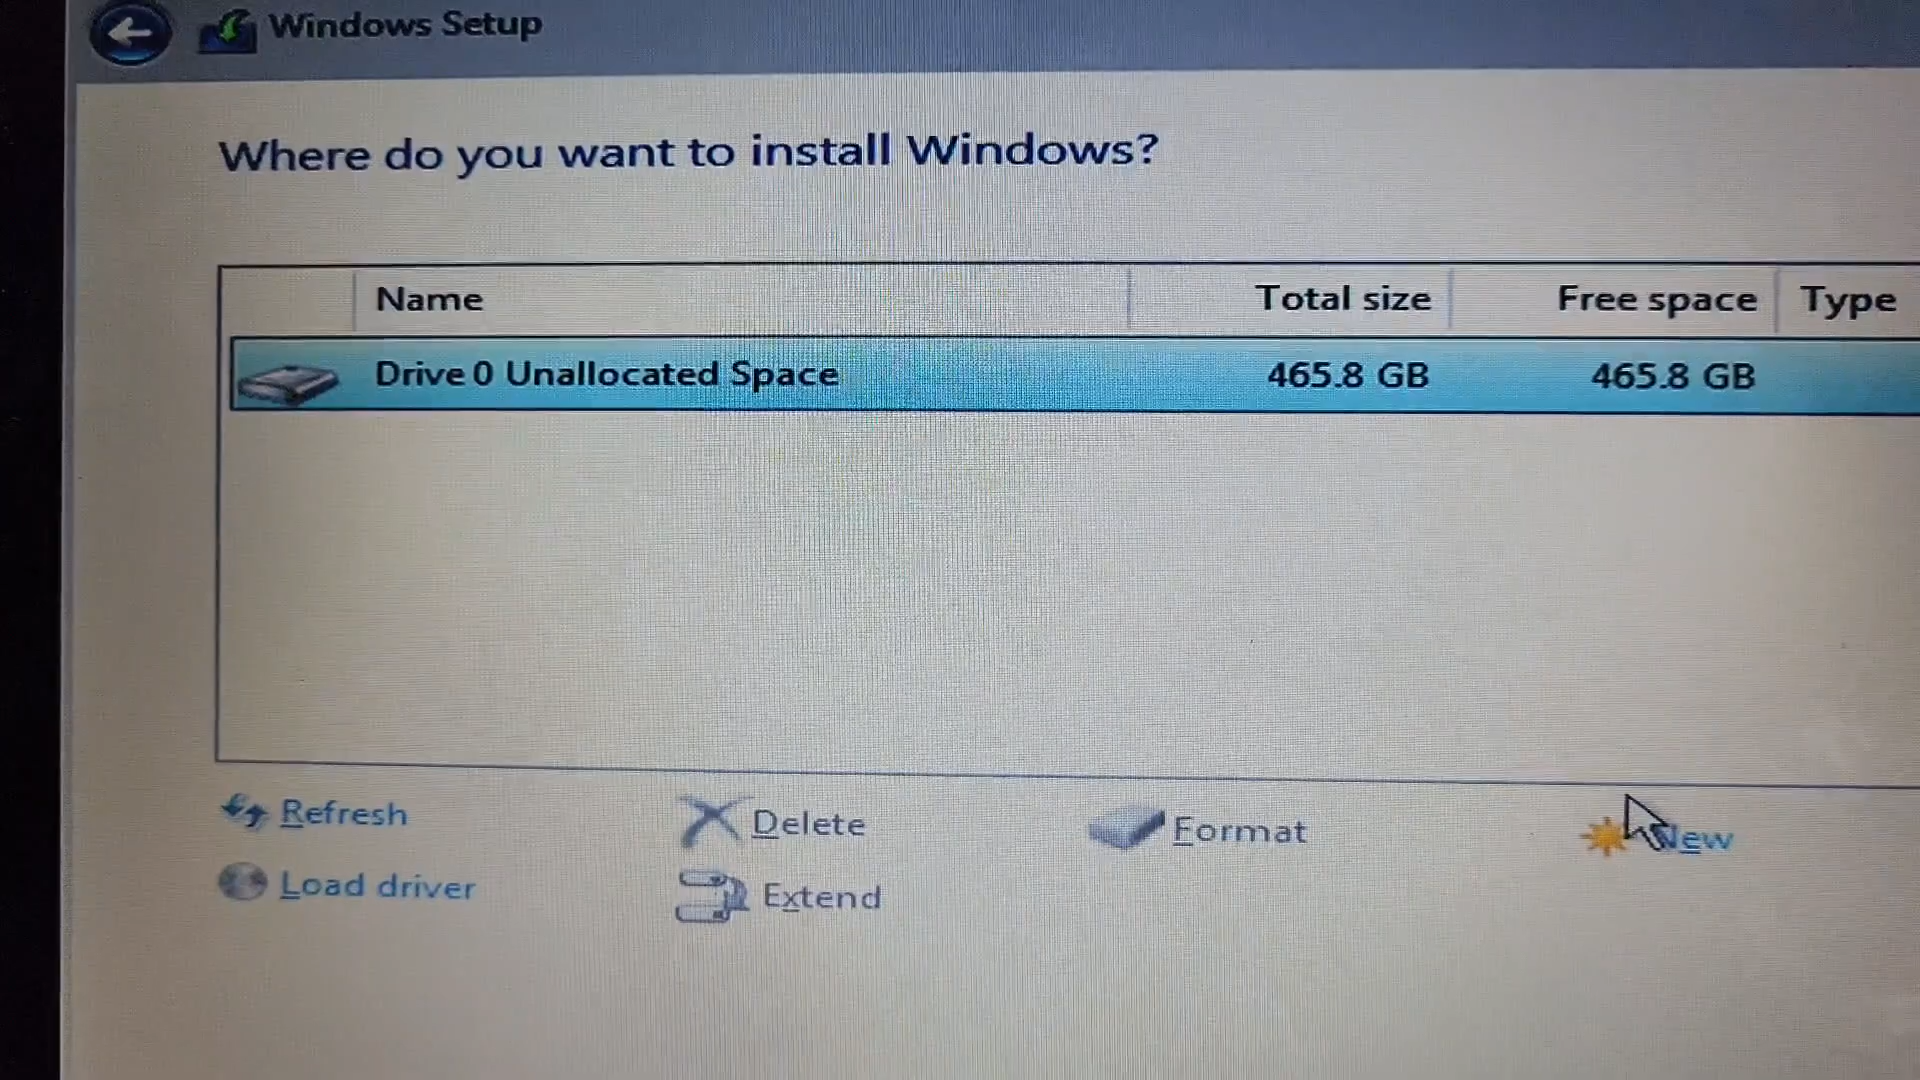 Windows Setup
Where do you want to install Windows?
Name Total size Free space Type
Drive 0 Unallocated Space 465.8 GB 465.8 GB
Refresh Delete Format New
Load driver Extend